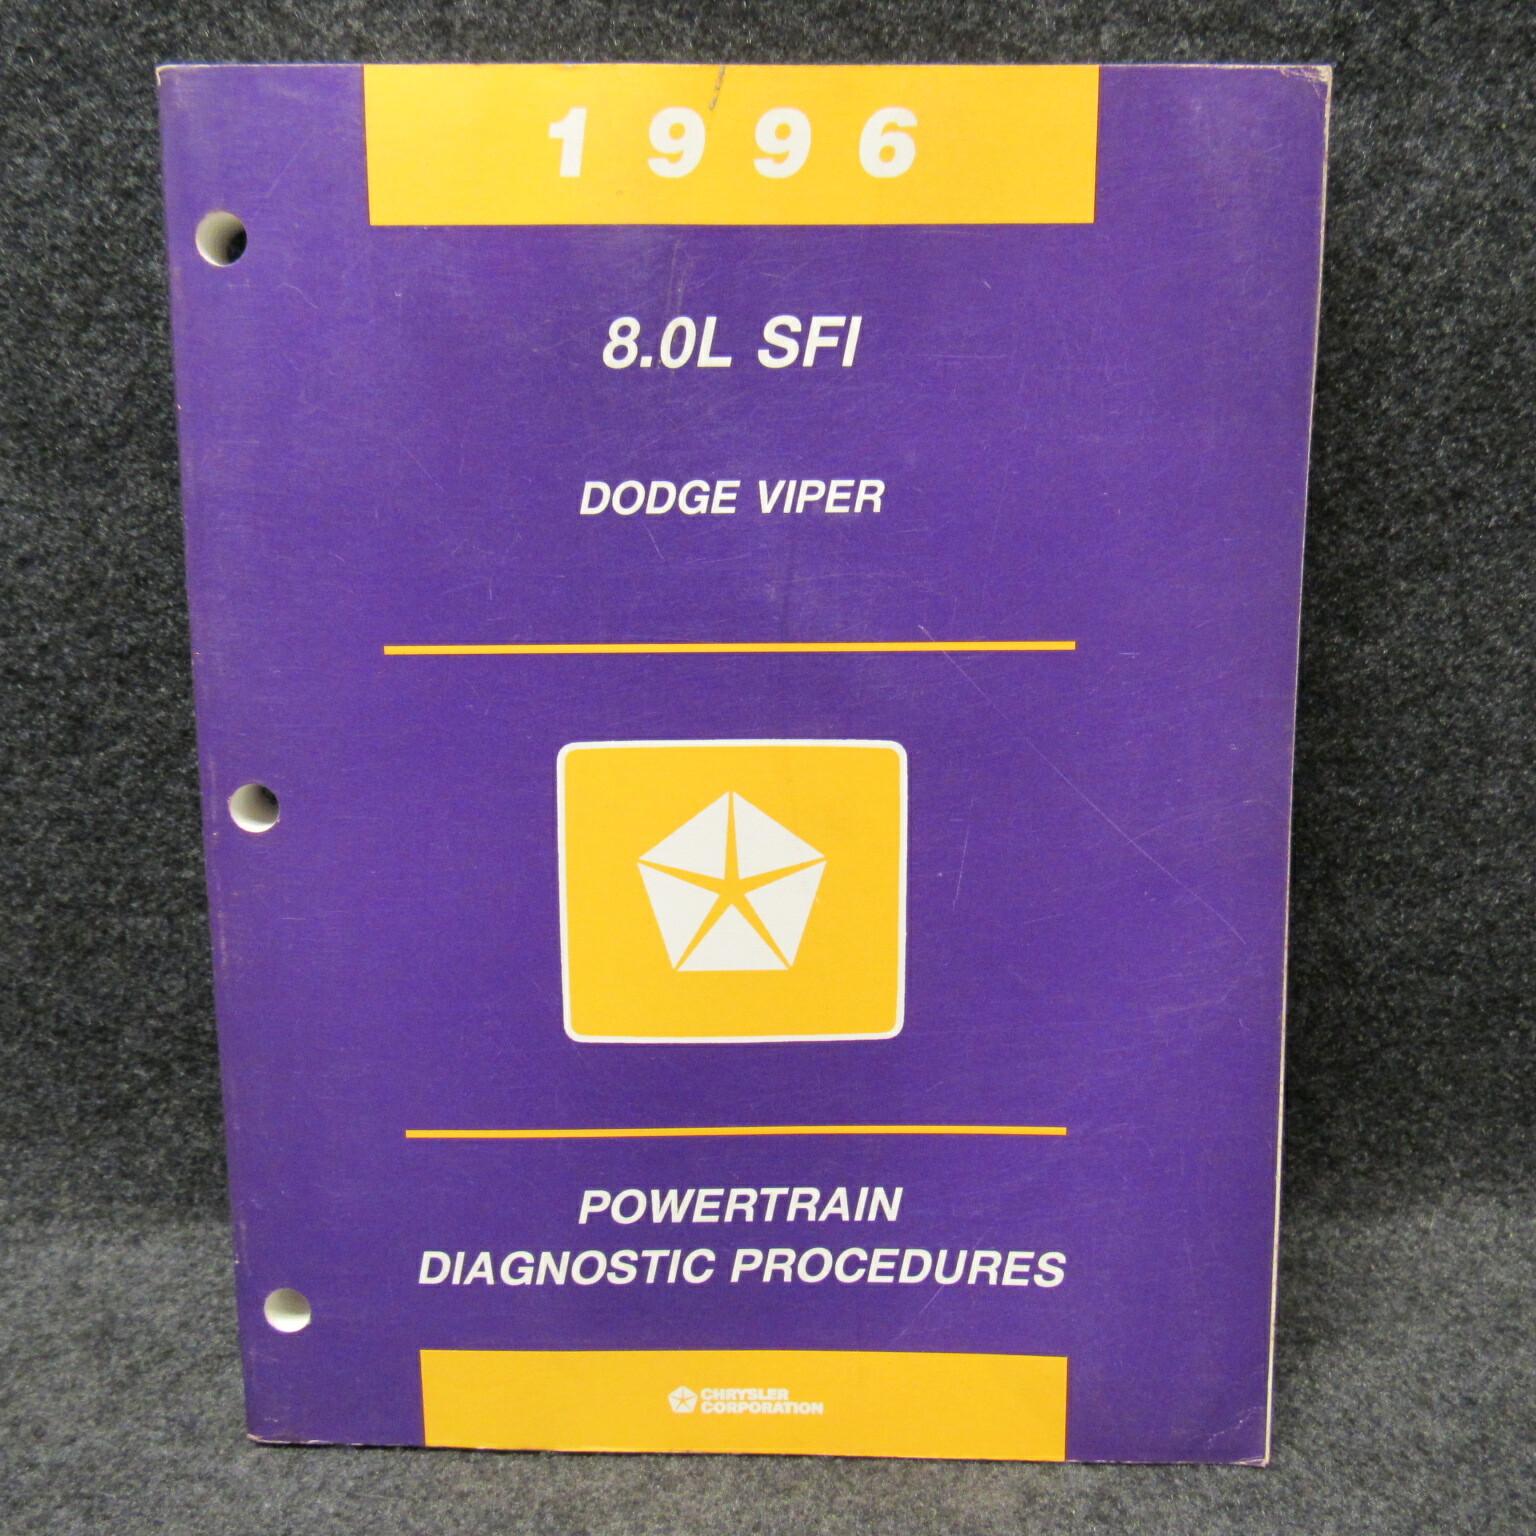 1996
8.0L SFI
DODGE VIPER
POWERTRAIN
DIAGNOSTIC PROCEDURES
CHRYSLER
CORPORATION